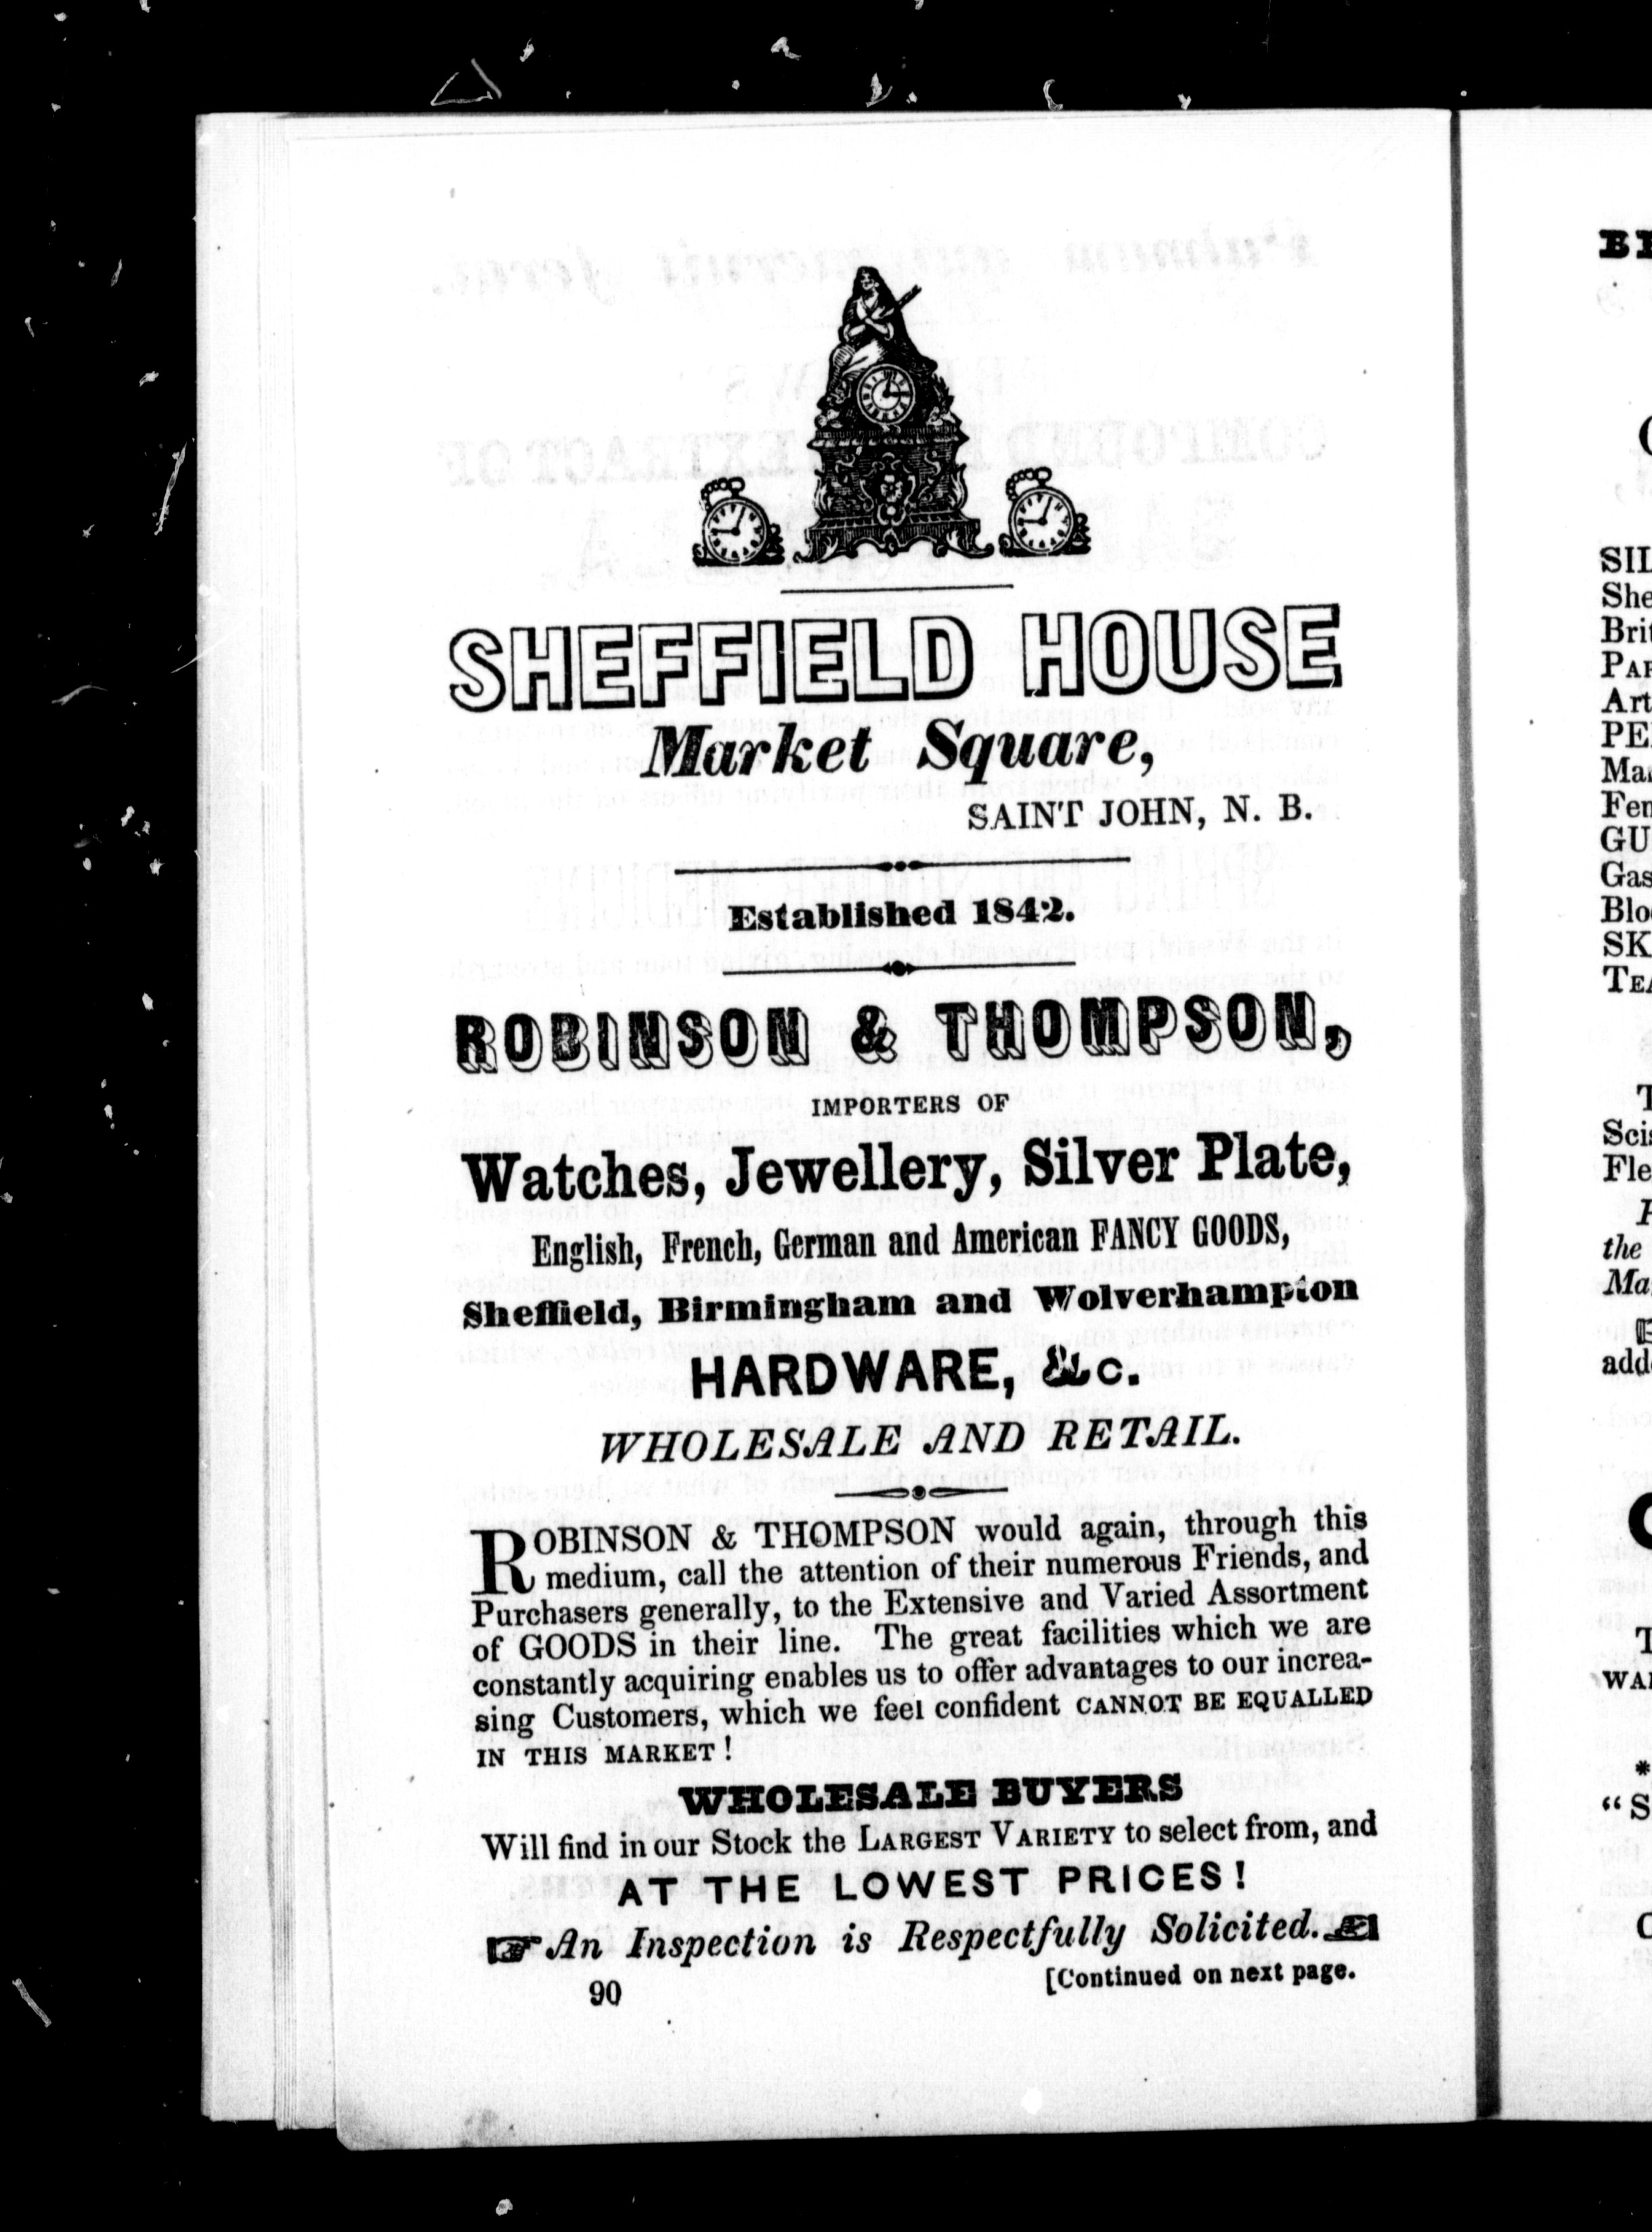 SHEFFIELD HOUSE
Market Square,
SAINT JOHN, N. B.
Established 1842.
ROBINSON & THOMPSON,
IMPORTERS OF
Watches, Jewellery, Silver Plate,
English, French, German and American FANCY GOODS,
Sheffield, Birmingham and Wolverhampton
HARDWARE, &c.
WHOLESALE AND RETAIL.
ROBINSON & THOMPSON would again, through this
medium, call the attention of their numerous Friends, and
Purchasers generally, to the Extensive and Varied Assortment
of GOODS in their line. The great facilities which we are
constantly acquiring enables us to offer advantages to our increa-
sing Customers, which we feel confident CANNOT BE EQUALLED
IN THIS MARKET!
WHOLESALE BUYERS
Will find in our Stock the LARGEST VARIETY to select from, and
AT THE LOWEST PRICES!
☞ An Inspection is Respectfully Solicited. ☜
[Continued on next page.
90
the
"S